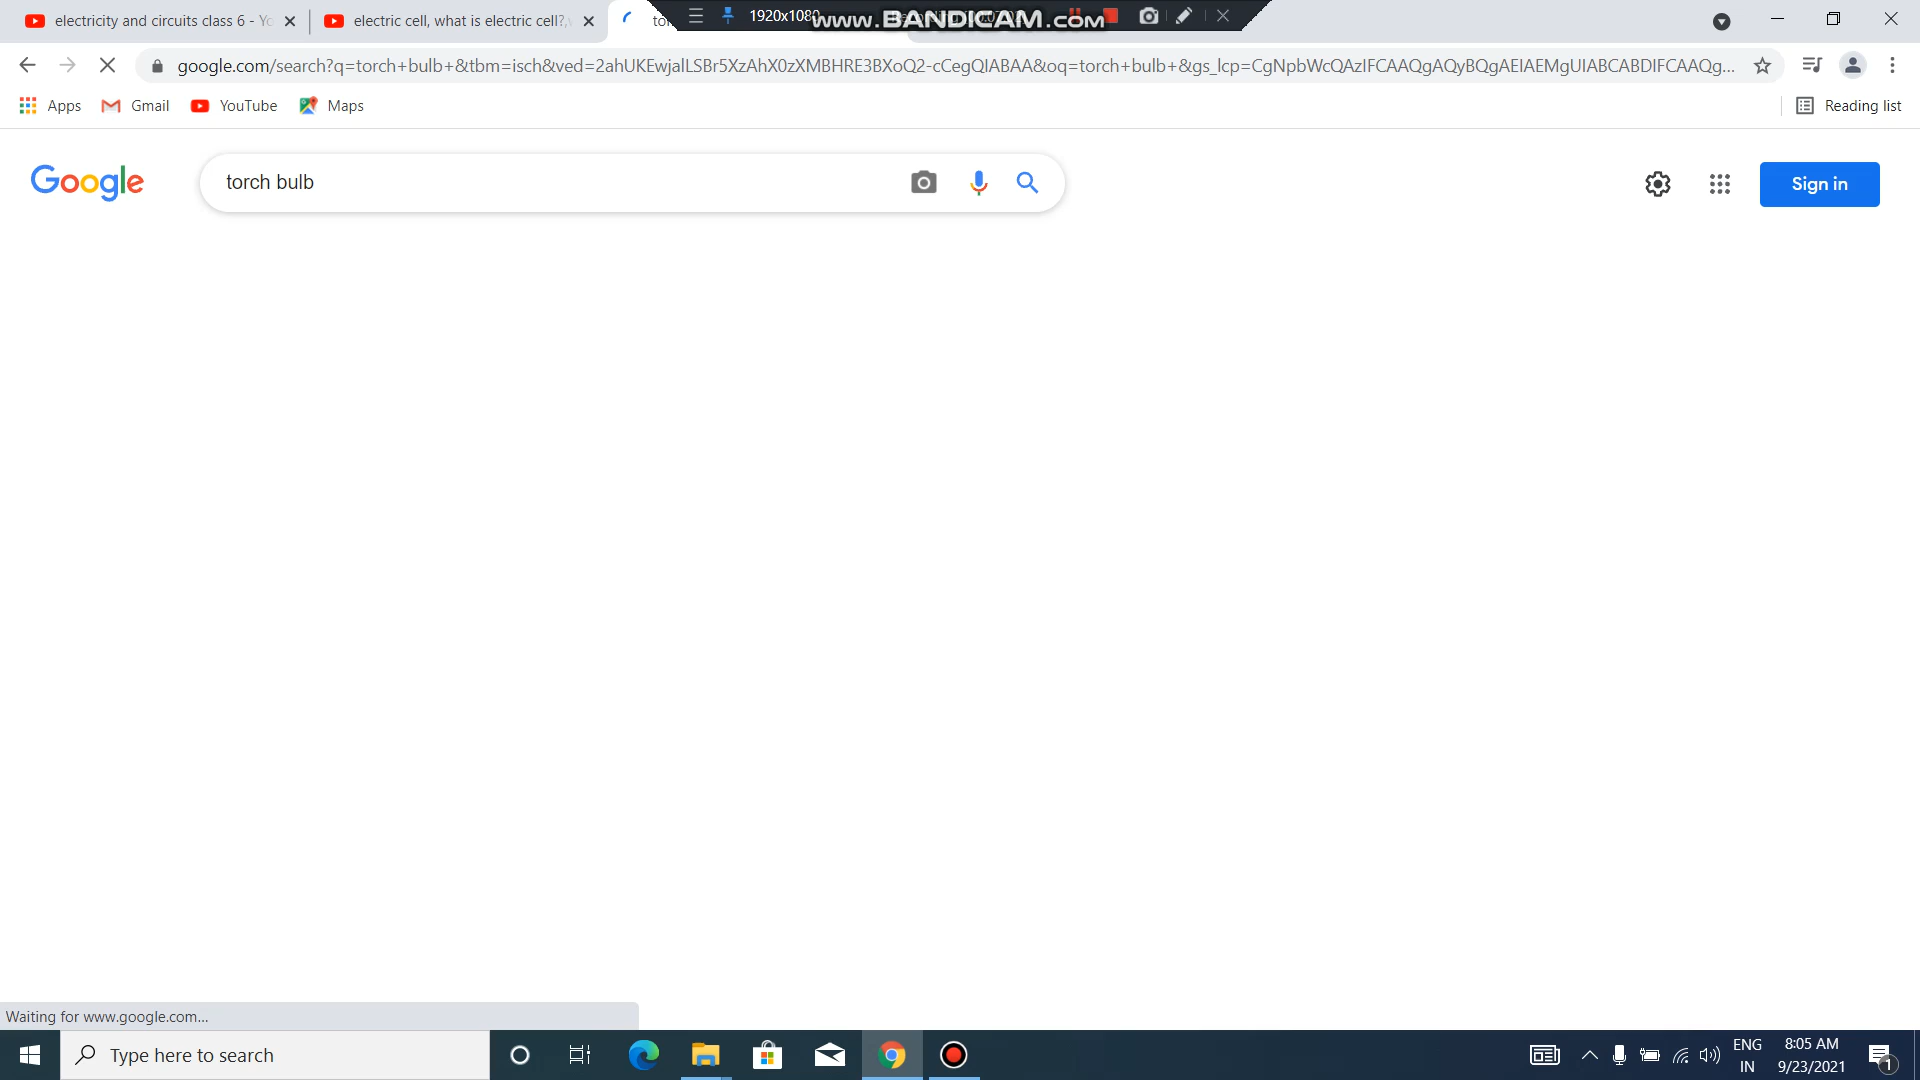 electricity and circuits class 6 - Yo
electric cell, what is electric cell?,
1920x1080
www.BANDICAM.com
google.com/search?q=torch+bulb+&tbm=isch&ved=2ahUKEwjalLSBr5XzAhX0zXMBHRE3BXoQ2-cCegQIABAA&oq=torch+bulb+&gs_lcp=CgNpbWcQAzIFCAAQgAQyBQgAEIAEMgUIABCABDIFCAAQg...
Apps
Gmail
YouTube
Maps
Reading list
Google
torch bulb
Sign in
Waiting for www.google.com...
Type here to search
ENG
IN
8:05 AM
9/23/2021
1